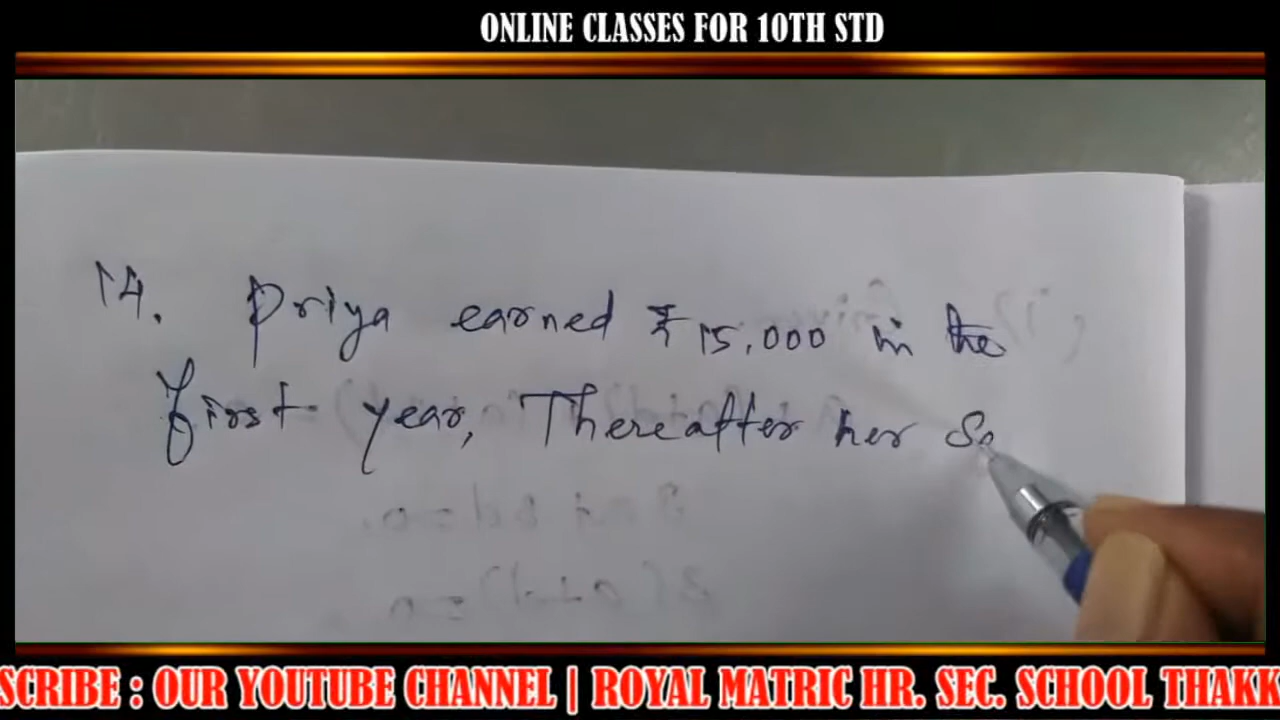 ONLINE CLASSES FOR 10TH STD
14. Priya earned ₹15,000 in the
first year, Thereafter her Sa
SCRIBE : OUR YOUTUBE CHANNEL | ROYAL MATRIC HR. SEC. SCHOOL THAKK